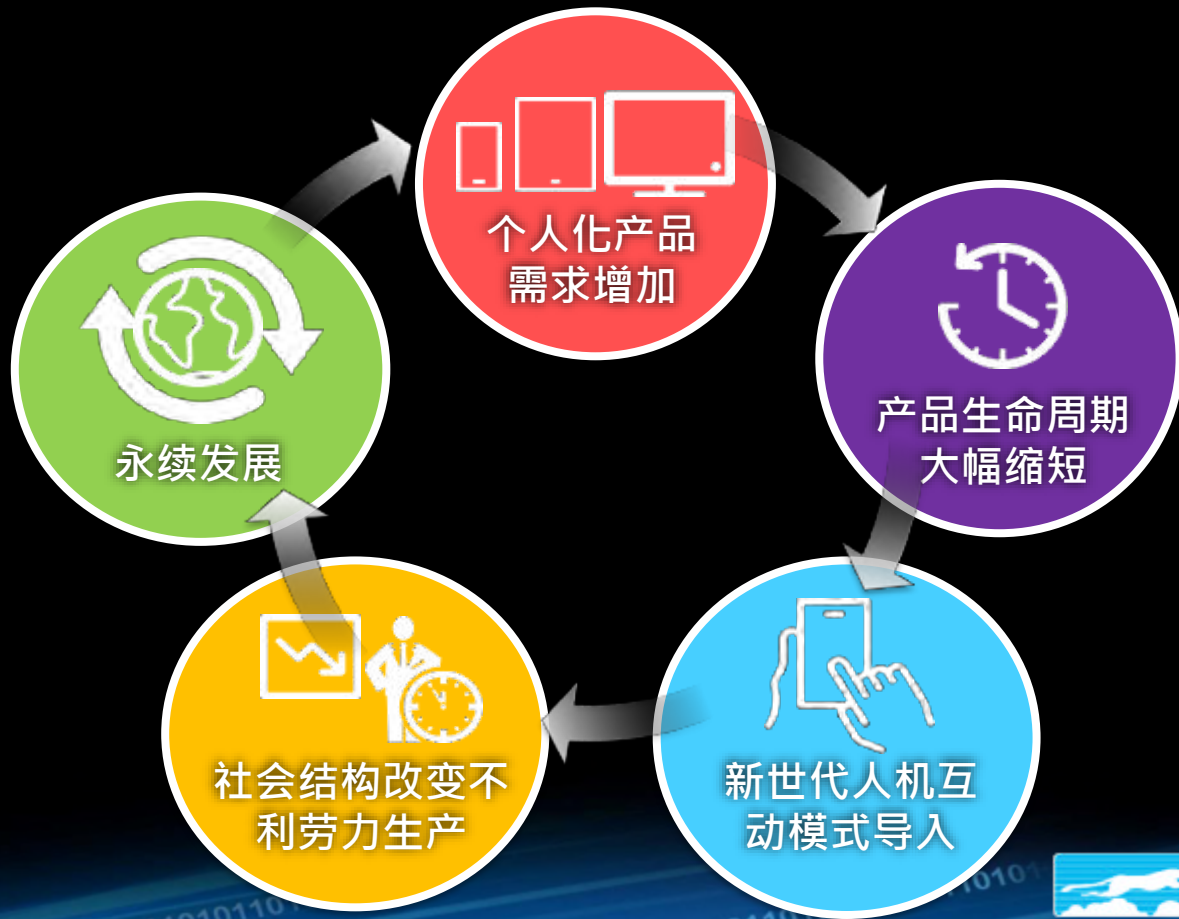 个人化产品
需求增加
产品生命周期
大幅缩短
新世代人机互
动模式导入
社会结构改变不
利劳力生产
永续发展